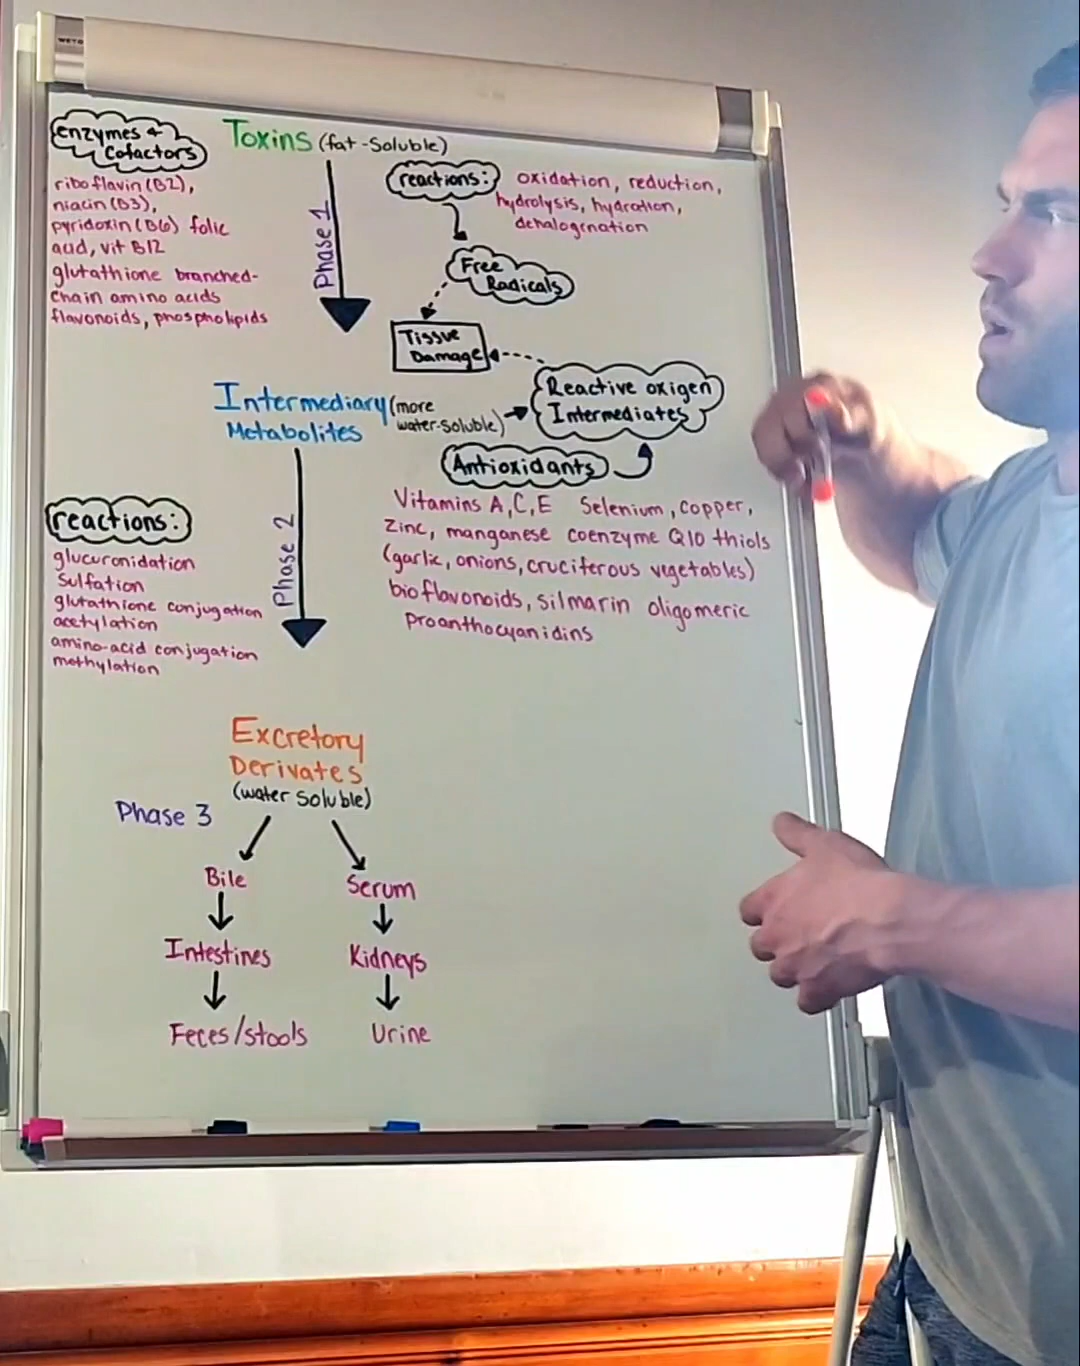 enzymes +
Cofactors
riboflavin (B2),
niacin (B3),
pyridoxin (B6) folic
acid, vit B12
glutathione branched-
chain amino acids
flavonoids, phospholipids
Toxins (fat-Soluble)
Phase 1
reactions:
oxidation, reduction,
hydrolysis, hydration,
dehalogenation
Free
Radicals
Tissue
Damage
Intermediary (more
Metabolites water-soluble)
Reactive oxigen
Intermediates
Antioxidants
Vitamins A, C, E Selenium, copper,
Zinc, manganese coenzyme Q10 thiols
(garlic, onions, cruciferous vegetables)
bioflavonoids, silmarin oligomeric
proanthocyanidins
Phase 2
reactions:
glucuronidation
Sulfation
glutathione conjugation
acetylation
amino-acid conjugation
methylation
Excretory
Derivates
(water soluble)
Phase 3
Bile
Intestines
Feces/stools
Serum
Kidneys
Urine